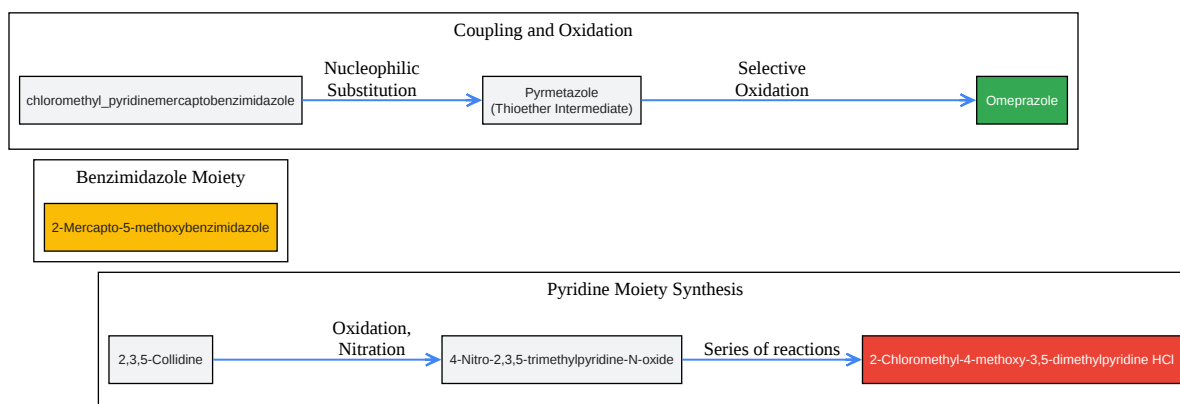 Coupling and Oxidation
chloromethyl_pyridinemercaptobenzimidazole
Nucleophilic
Substitution
Pyrmetazole
(Thioether Intermediate)
Selective
Oxidation
Omeprazole
Benzimidazole Moiety
2-Mercapto-5-methoxybenzimidazole
Pyridine Moiety Synthesis
2,3,5-Collidine
Oxidation,
Nitration
4-Nitro-2,3,5-trimethylpyridine-N-oxide
Series of reactions
2-Chloromethyl-4-methoxy-3,5-dimethylpyridine HCl